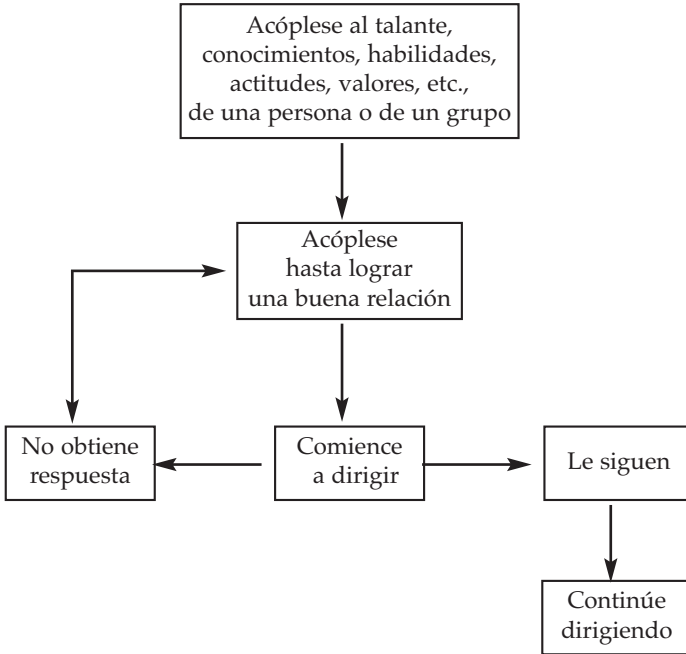 Acóplese al talante,
conocimientos, habilidades,
actitudes, valores, etc.,
de una persona o de un grupo
Acóplese
hasta lograr
una buena relación
No obtiene
respuesta
Comience
a dirigir
Le siguen
Continúe
dirigiendo